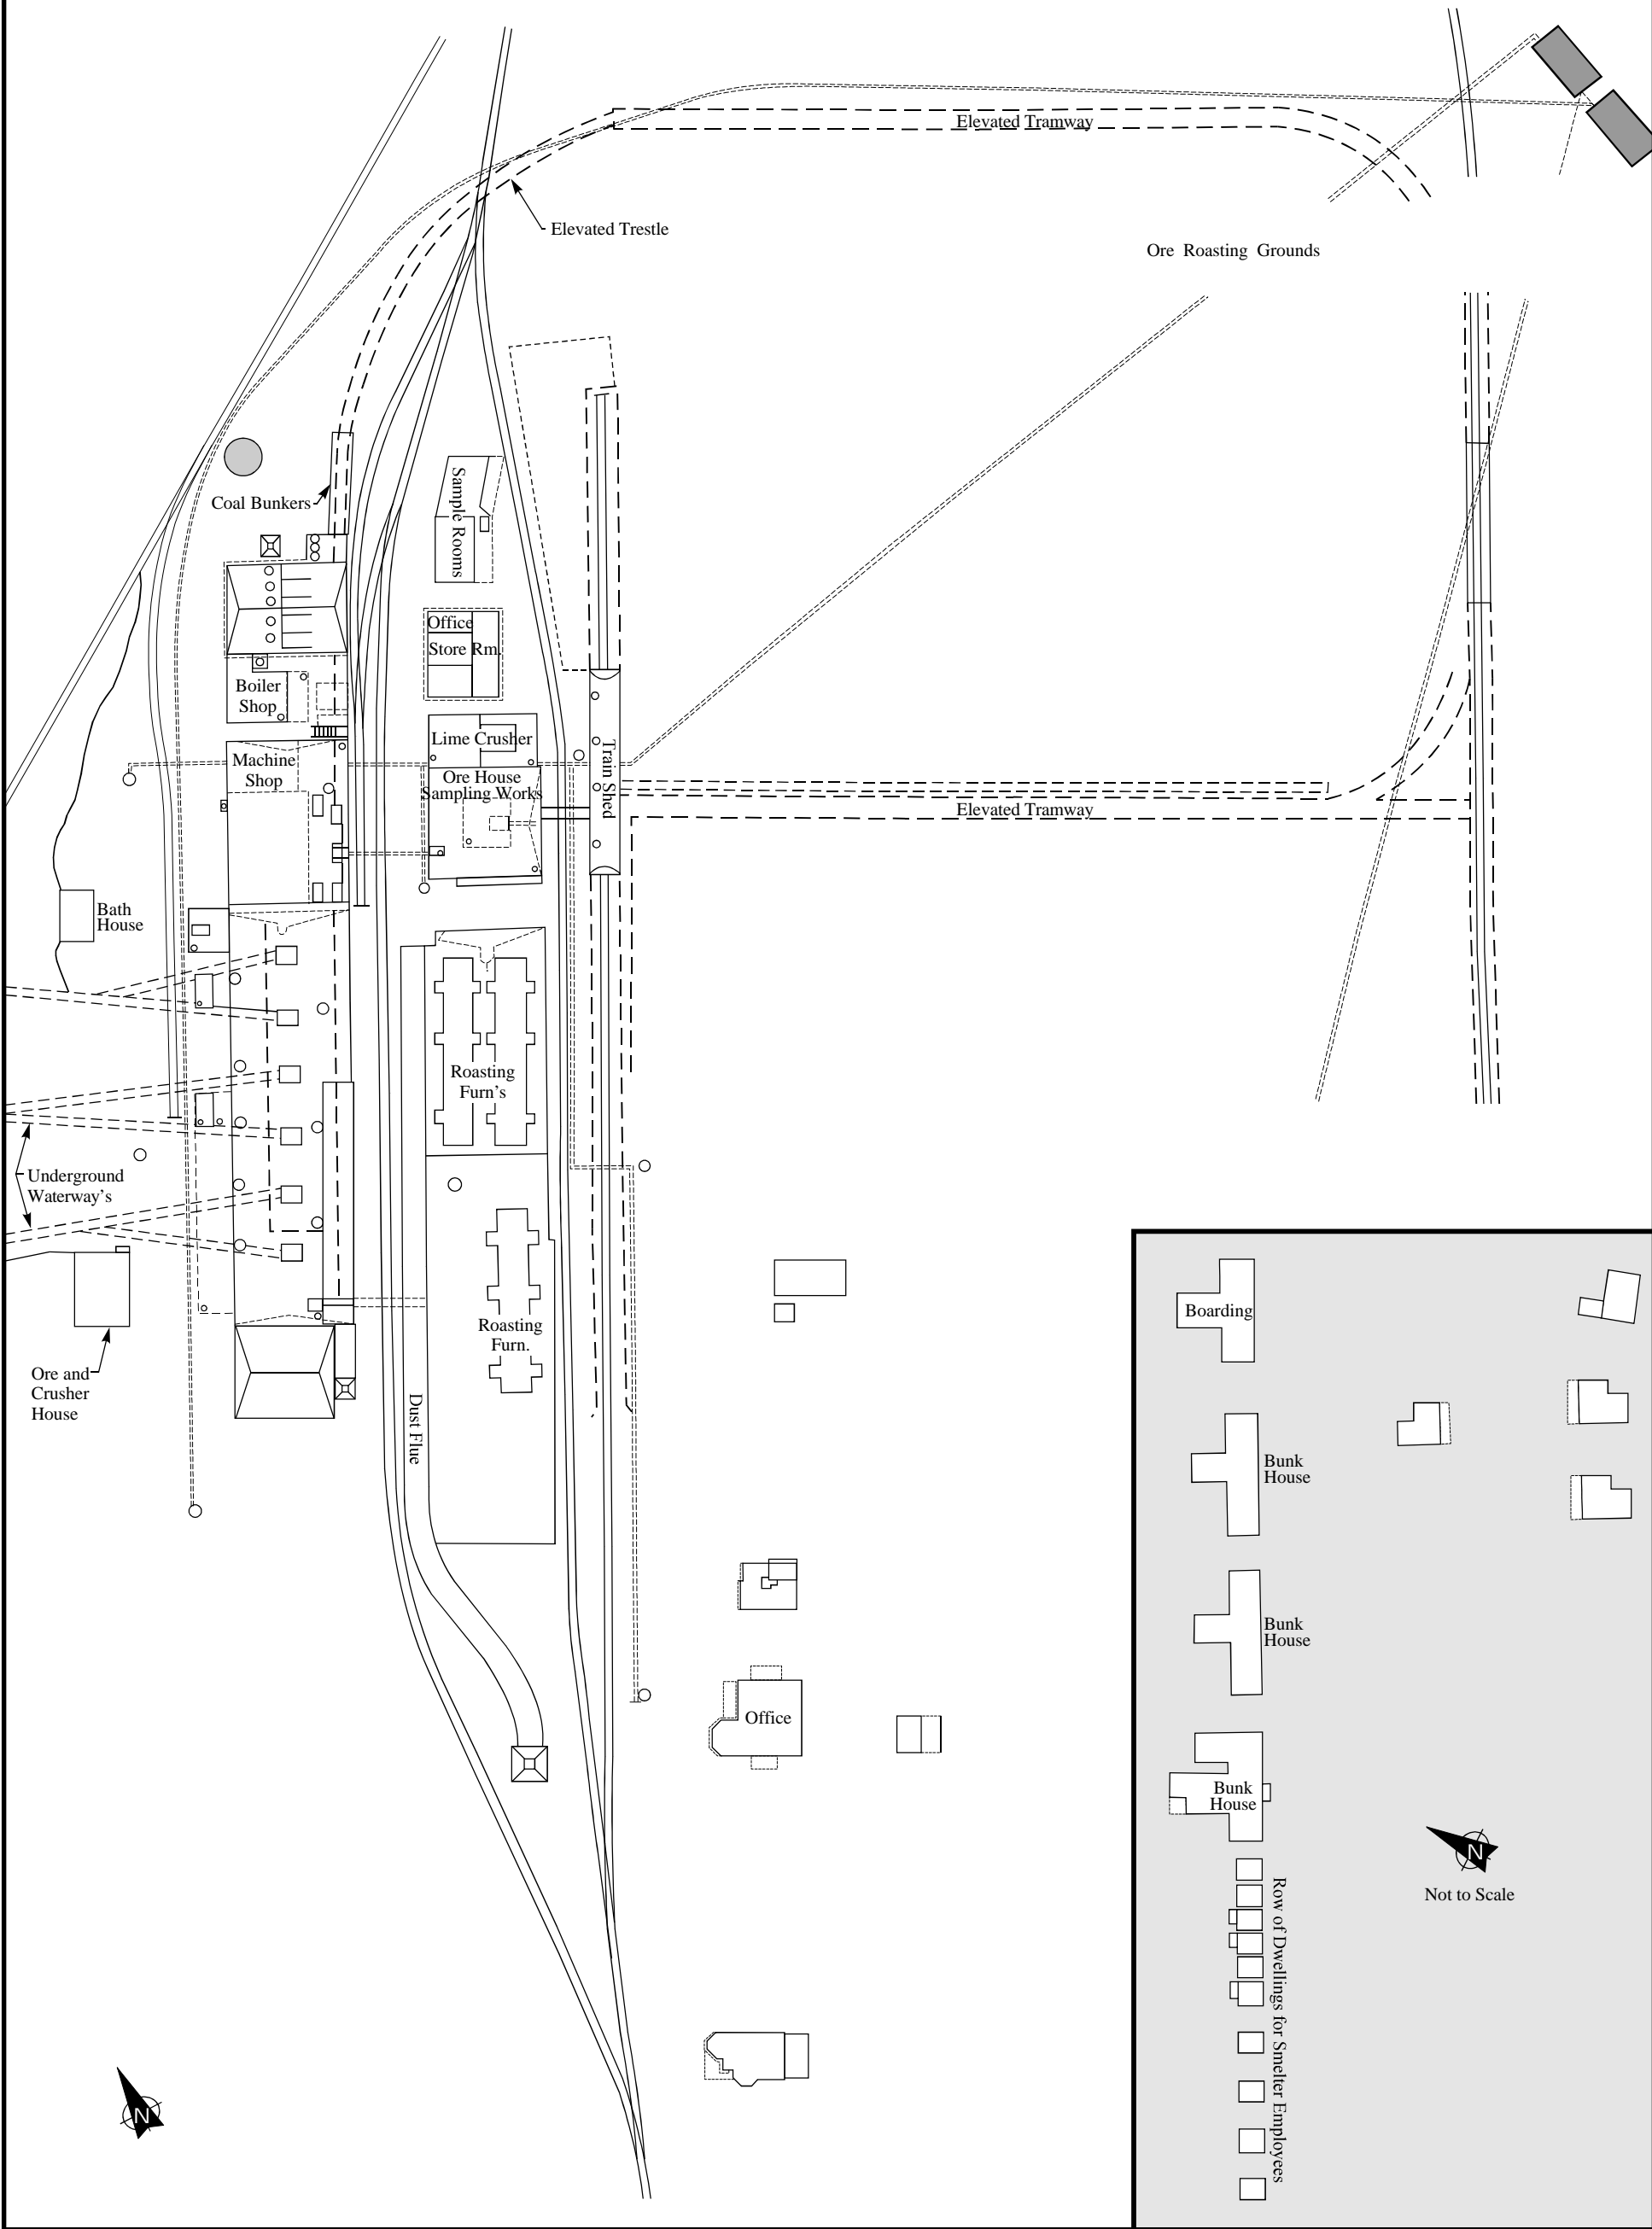 Elevated Tramway
Elevated Trestle
Ore Roasting Grounds
Coal Bunkers
Sample Rooms
Office
Store Rm.
Boiler
Shop
Lime Crusher
Machine
Shop
Ore House
Sampling Works
Train Shed
Elevated Tramway
Bath
House
Roasting
Furn's
Underground
Waterway's
Roasting
Furn.
Ore and
Crusher
House
Dust Flue
Office
N
Boarding
Bunk
House
Bunk
House
Bunk
House
N
Not to Scale
Row of Dwellings for Smelter Employees